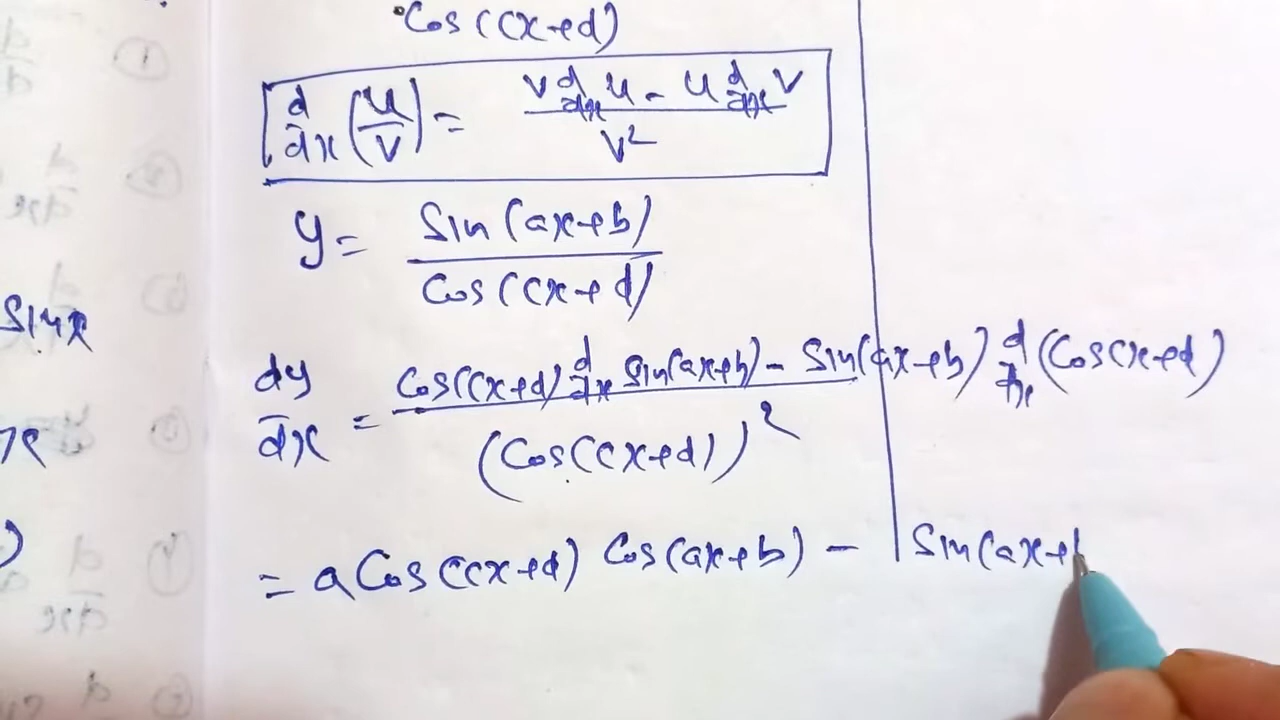 Cos(cx+d)
d/dx (u/v) = (v d/dx u - u d/dx v) / v²
y = Sin(ax+b) / Cos(cx+d)
Sinx
dy/dx = (Cos(cx+d) d/dx Sin(ax+b) - Sin(ax+b) d/dx (Cos(cx+d)) / (Cos(cx+d))²
= a Cos(cx+d) Cos(ax+b) - Sin(ax+b